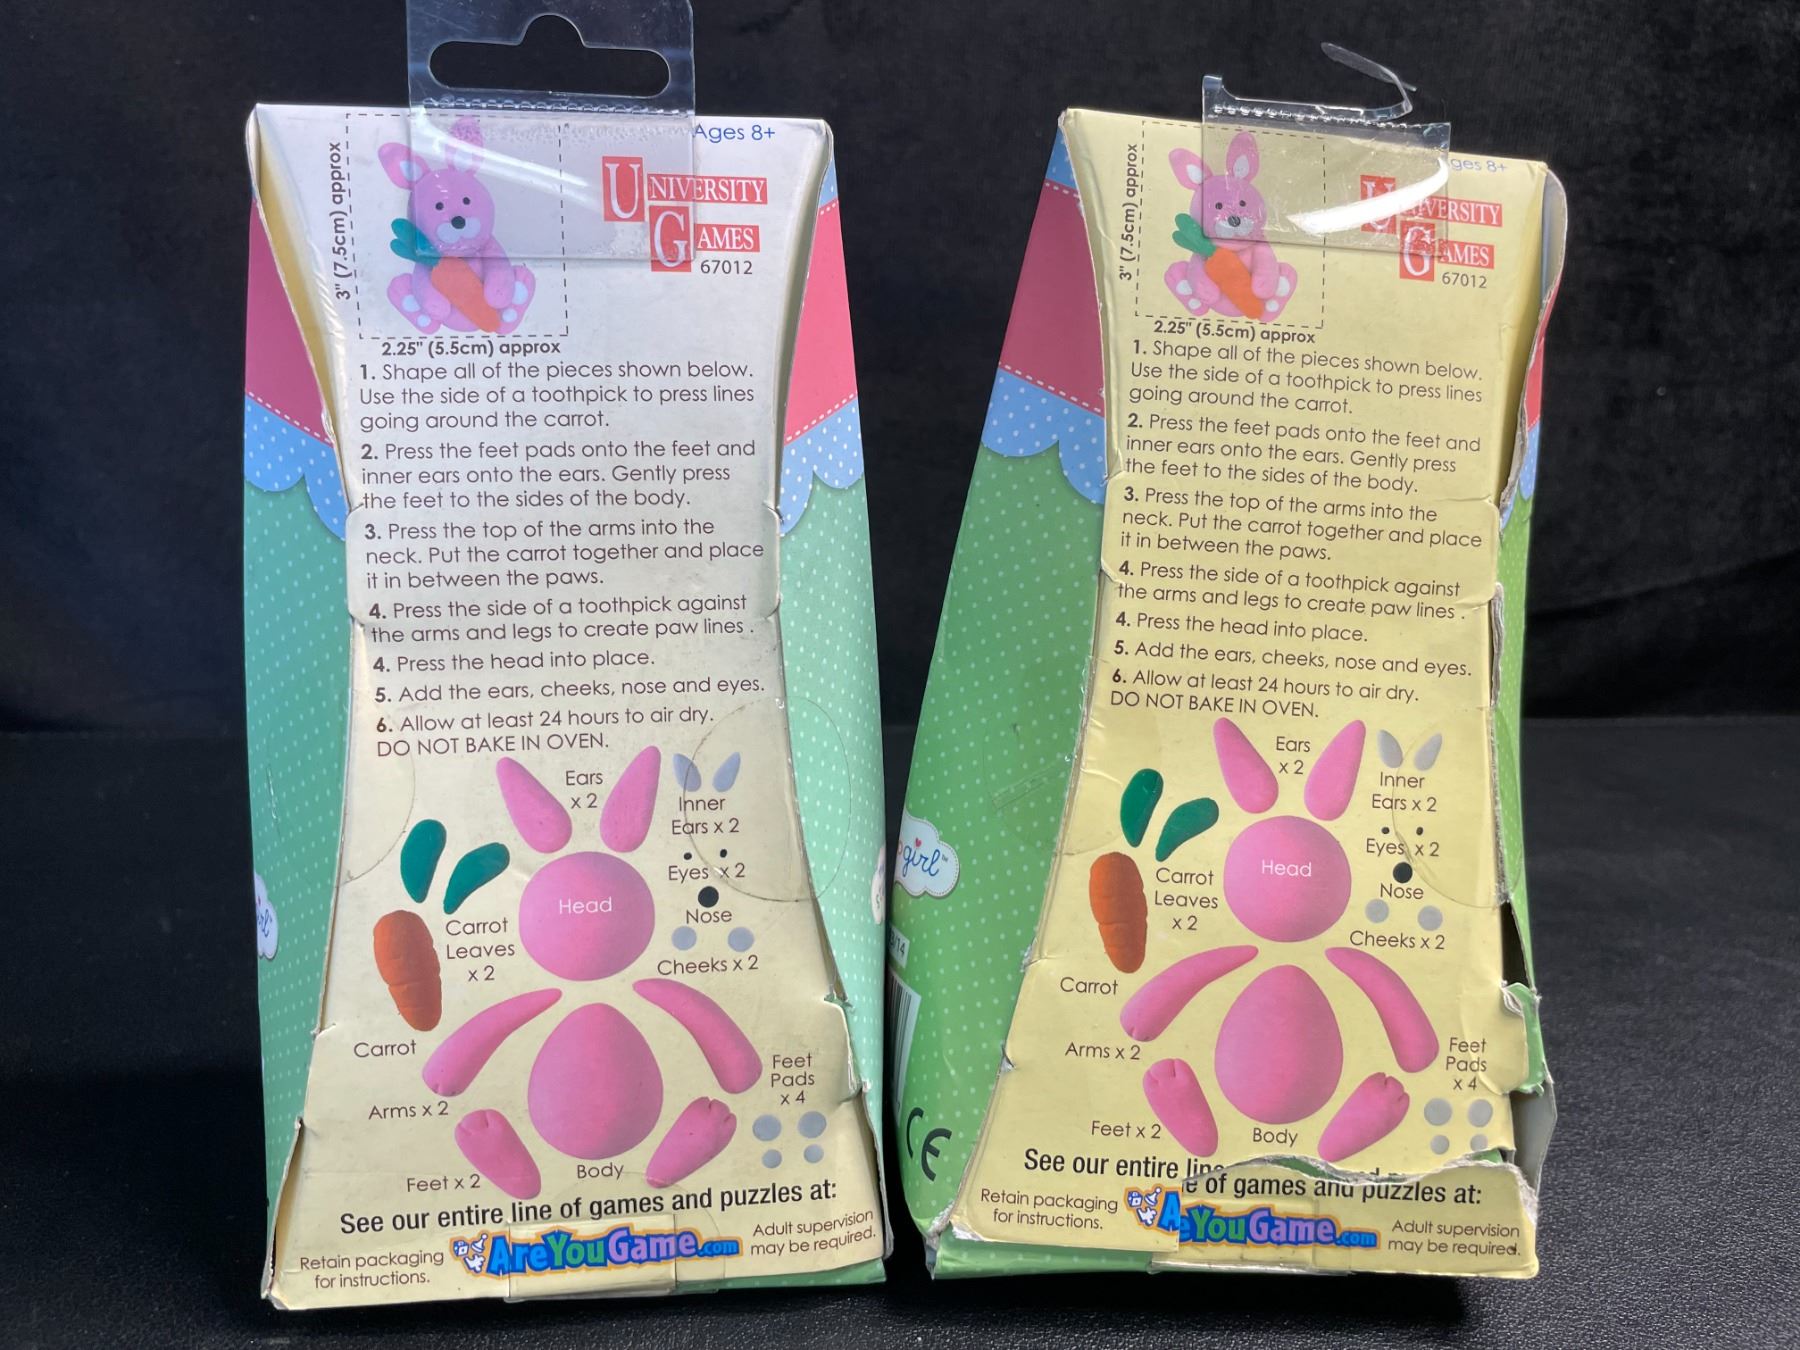 Ages 8+
UNIVERSITY
GAMES
67012
3" (7.5cm) approx
2.25" (5.5cm) approx
1. Shape all of the pieces shown below.
Use the side of a toothpick to press lines
going around the carrot.
2. Press the feet pads onto the feet and
inner ears onto the ears. Gently press
the feet to the sides of the body.
3. Press the top of the arms into the
neck. Put the carrot together and place
it in between the paws.
4. Press the side of a toothpick against
the arms and legs to create paw lines .
4. Press the head into place.
5. Add the ears, cheeks, nose and eyes.
6. Allow at least 24 hours to air dry.
DO NOT BAKE IN OVEN.
Ears
x 2
Inner
Ears x 2
Eyes x 2
Head
Nose
Carrot
Leaves
x 2
Cheeks x 2
Carrot
Arms x 2
Feet
Pads
x 4
Feet x 2
Body
See our entire line of games and puzzles at:
Retain packaging
for instructions.
AreYouGame.com
Adult supervision
may be required.
ges 8+
UNIVERSITY
GAMES
67012
3" (7.5cm) approx
2.25" (5.5cm) approx
1. Shape all of the pieces shown below.
Use the side of a toothpick to press lines
going around the carrot.
2. Press the feet pads onto the feet and
inner ears onto the ears. Gently press
the feet to the sides of the body.
3. Press the top of the arms into the
neck. Put the carrot together and place
it in between the paws.
4. Press the side of a toothpick against
the arms and legs to create paw lines .
4. Press the head into place.
5. Add the ears, cheeks, nose and eyes.
6. Allow at least 24 hours to air dry.
DO NOT BAKE IN OVEN.
Ears
x 2
Inner
Ears x 2
Eyes x 2
Head
Nose
Carrot
Leaves
x 2
Cheeks x 2
Carrot
Arms x 2
Feet
Pads
x 4
Feet x 2
Body
See our entire line of games and puzzles at:
Retain packaging
for instructions.
AreYouGame.com
Adult supervision
may be required.
girl™
CE